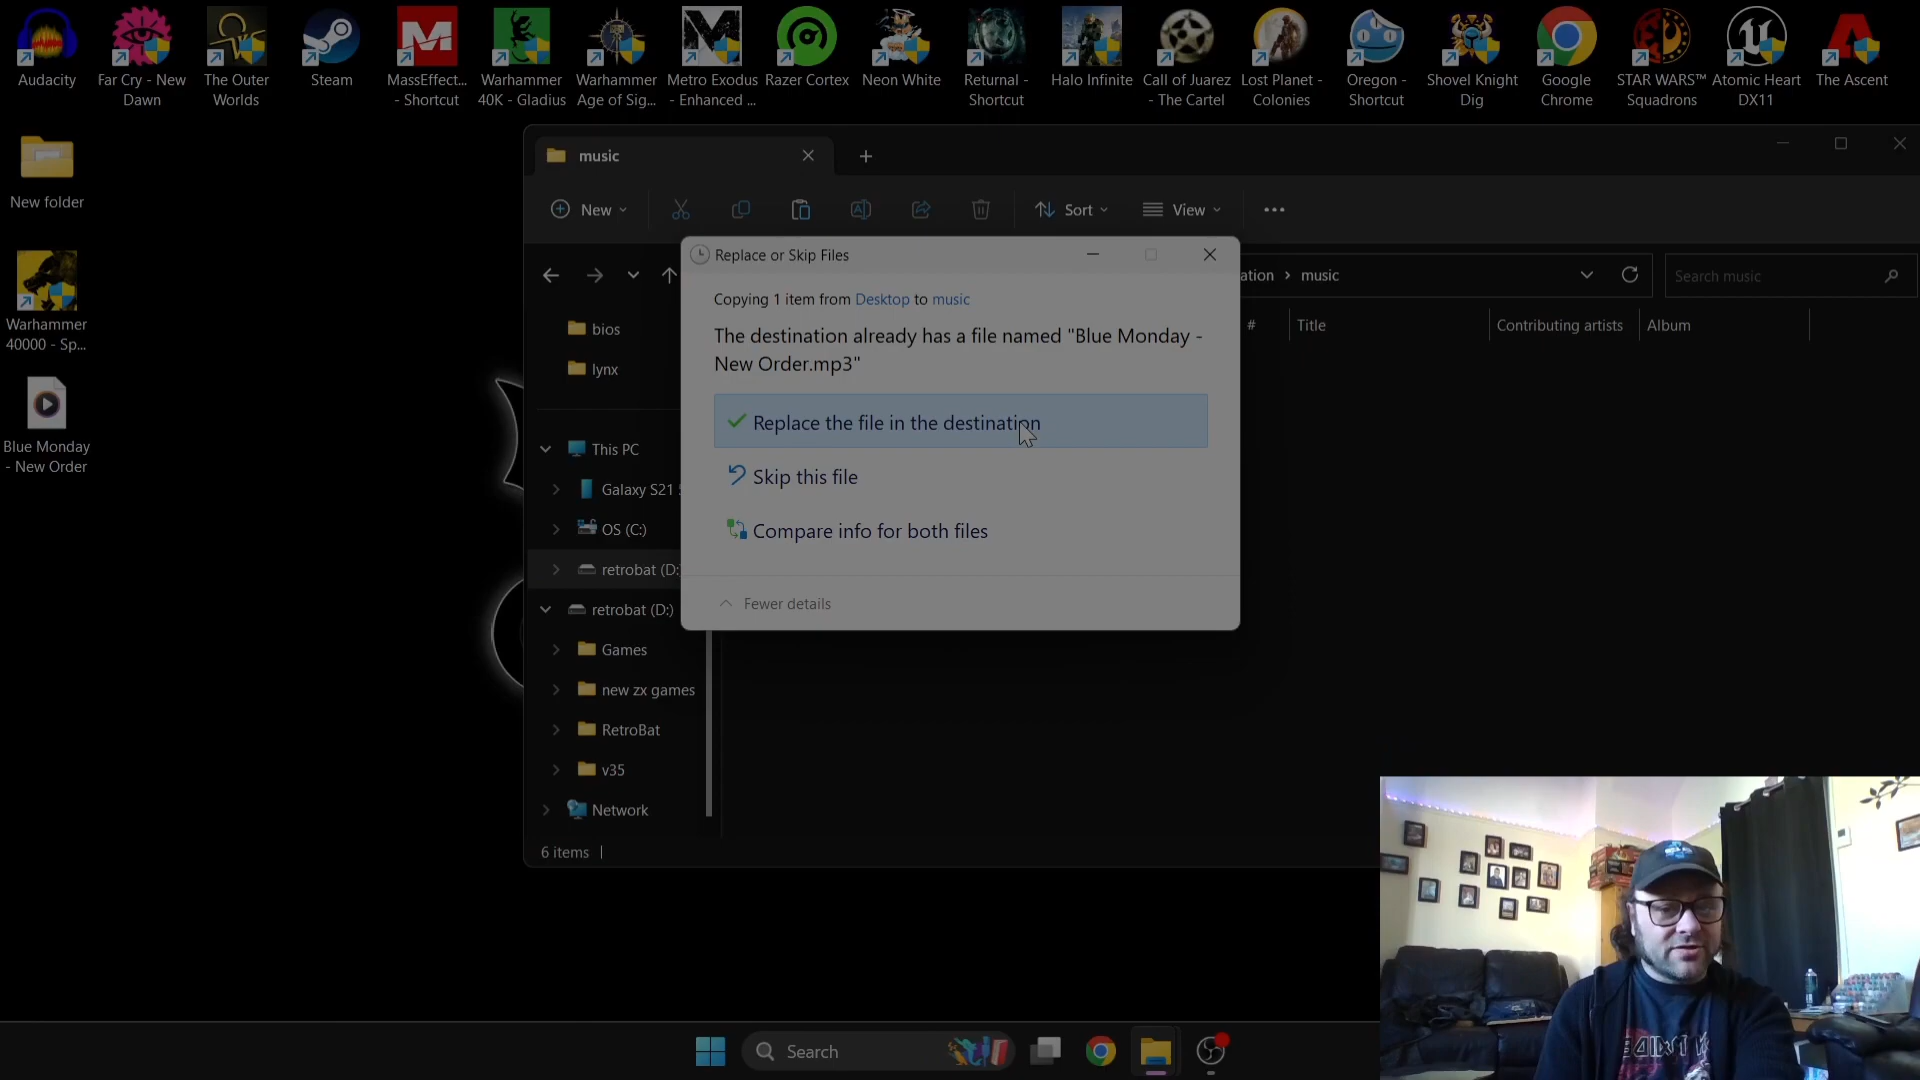 Audacity
Far Cry - New
Dawn
The Outer
Worlds
Steam
MassEffect...
- Shortcut
Warhammer
40K - Gladius
Warhammer
Age of Sig...
Metro Exodus
- Enhanced ...
Razer Cortex
Neon White
Returnal -
Shortcut
Halo Infinite
Call of Juarez
- The Cartel
Lost Planet -
Colonies
Oregon -
Shortcut
Shovel Knight
Dig
Google
Chrome
STAR WARS™
Squadrons
Atomic Heart
DX11
The Ascent
New folder
Warhammer
40000 - Sp...
Blue Monday
- New Order
music
New
Sort
View
Replace or Skip Files
ation > music
Search music
Copying 1 item from Desktop to music
The destination already has a file named "Blue Monday -
New Order.mp3"
Replace the file in the destination
Skip this file
Compare info for both files
Fewer details
# Title Contributing artists Album
bios
lynx
This PC
Galaxy S21
OS (C:)
retrobat (D:
retrobat (D:)
Games
new zx games
RetroBat
v35
Network
6 items
Search